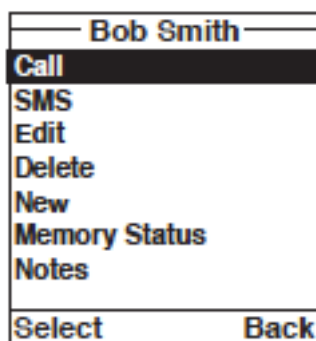 Bob Smith
Call
SMS
Edit
Delete
New
Memory Status
Notes
Select Back